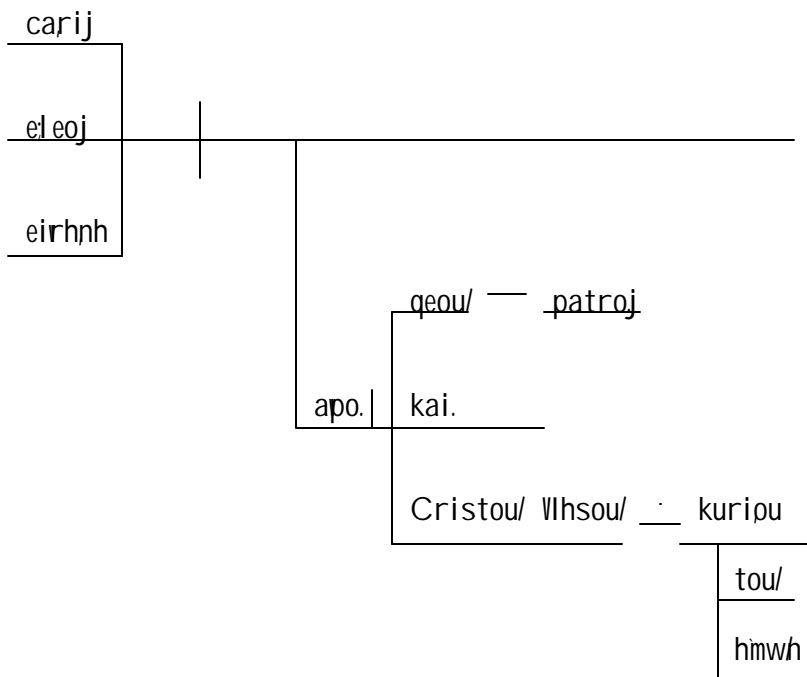 ca,rij
e;leoj
eivrh,nh
qeou/ patro.j
avpo. kai.
Cristou/ VIhsou/ kuri,ou
tou/
h`mw/n